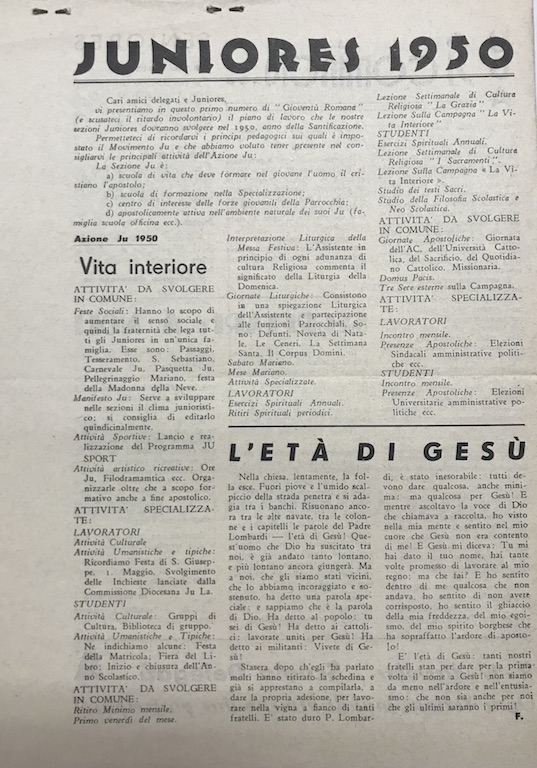 JUNIORES 1950
Cari amici delegati e Juniores,
vi presentiamo in questo primo numero di "Gioventù Romana"
(e scusateci il ritardo involontario) il piano di lavoro che le nostre
sezioni Juniores dovranno svolgere nel 1950, anno della Santificazione.
Permetteteci di ricordarvi i principi pedagogici sui quali è impo-
stato il Movimento Ju e che abbiamo voluto tener presente nel con-
sigliarvi le principali attività dell'Azione Ju:
La Sezione Ju è:
a) scuola di vita che deve formare nel giovane l'uomo il cri-
stiano l'apostolo;
b) scuola di formazione nella Specializzazione;
c) centro di interesse delle forze giovanili della Parrocchia;
d) apostolicamente attiva nell'ambiente naturale dei suoi Ju (fa-
miglia scuola officina ecc.).
Azione Ju 1950
Vita interiore
ATTIVITA' DA SVOLGERE
IN COMUNE:
Feste Sociali: Hanno lo scopo di
aumentare il senso sociale e
quindi la fraternità che lega tut-
ti gli Juniores in un'unica fa-
miglia. Esse sono: Passaggi,
Tesseramento, S. Sebastiano,
Carnevale Ju, Pasquetta Ju,
Pellegrinaggio Mariano, festa
della Madonna della Neve.
Manifesto Ju: Serve a sviluppare
nelle sezioni il clima junioristi-
co; si consiglia di editarlo
quindicinalmente.
Attività Sportive: Lancio e rea-
lizzazione del Programma JU
SPORT
Attività artistico ricreative: Ore
Ju, Filodramatica ecc. Orga-
nizzarle oltre che a scopo for-
mativo anche a fine apostolico.
ATTIVITA' SPECIALIZZA-
TE:
LAVORATORI
Attività Culturale
Attività Umanistiche e tipiche:
Ricordiamo Festa di S. Giusep-
pe, 1. Maggio, Svolgimento
delle Inchieste lanciate dalla
Commissione Diocesana Ju La.
STUDENTI
Attività Culturale: Gruppi di
Cultura, Biblioteca di gruppo.
Attività Umanistiche e Tipiche:
Ne indichiamo alcune: Festa
della Matricola; Fiera del Li-
bro; Inizio e chiusura dell'An-
no Scolastico.
ATTIVITA' DA SVOLGERE
IN COMUNE:
Ritiro Minimo mensile.
Primo venerdì del mese.
Interpretazione Liturgica della
Messa Festiva: L'Assistente in
principio di ogni adunanza di
cultura Religiosa commenta il
significato della Liturgia della
Domenica.
Giornate Liturgiche: Consistono
in una spiegazione Liturgica
dell'Assistente e partecipazione
alle funzioni Parrocchiali. So-
no: Defunti, Novena di Nata-
le, Le Ceneri, La Settimana
Santa, Il Corpus Domini.
Sabato Mariano.
Mese Mariano.
Attività Specializzate.
LAVORATORI
Esercizi Spirituali Annuali.
Ritiri Spirituali periodici.
Lezione Settimanale di Cultura
Religiosa "La Grazia"
Lezione Sulla Campagna "La Vi-
ta Interiore"
STUDENTI
Esercizi Spirituali Annuali.
Lezione Settimanale di Cultura
Religiosa "I Sacramenti".
Lezione Sulla Campagna « La Vi-
ta Interiore ».
Studio dei testi Sacri.
Studio della Filosofia Scolastica e
Neo Scolastica.
ATTIVITA' DA SVOLGERE
IN COMUNE:
Giornate Apostoliche: Giornata
dell'AC, dell'Università Catto-
lica, del Sacrificio, del Quotidia-
no Cattolico, Missionaria.
Domus Pacis.
Tre Sere esterne sulla Campagna.
ATTIVITA' SPECIALIZZA-
TE:
LAVORATORI
Incontro mensile.
Presenze Apostoliche: Elezioni
Sindacali amministrative politi-
che ecc.
STUDENTI
Incontro mensile.
Presenze Apostoliche: Elezioni
Universitarie amministrative po-
litiche ecc.
L'ETÀ DI GESÙ
Nella chiesa, lentamente, la fol-
la esce. Fuori piove e l'umido scal-
piccìo della strada penetra e si ada-
gia tra i banchi. Risuonano anco-
ra tra le alte navate, tra le colon-
ne e i capitelli le parole del Padre
Lombardi — l'età di Gesù! Que-
st'uomo che Dio ha suscitato tra
noi, è già andato tanto lontano,
e più lontano ancora giungerà. Ma
a noi, che gli siamo stati vicini,
che lo abbiamo incoraggiato e so-
stenuto, ha detto una parola spe-
ciale; e sappiamo che è la parola
di Dio. Ha detto al popolo: tu
sei di Gesù! Ha detto ai cattoli-
ci: lavorate uniti per Gesù! Ha
detto ai militanti: Vivete di Ge-
sù!
Stasera dopo ch'egli ha parlato
molti hanno ritirato la schedina e
già si apprestano a compilarla, a
dare la propria adesione, per lavo-
rare nella vigna a fianco di tanti
fratelli. E' stato duro P. Lombar-
di, è stato inesorabile: tutti de-
vono dare qualcosa, anche mini-
ma; ma qualcosa per Gesù! E
mentre ascoltavo la voce di Dio
che chiamava a raccolta, ho visto
nella mia mente e sentito nel mio
cuore che Gesù non era contento
di me! E Gesù mi diceva: Tu mi
hai dato il tuo nome, hai tante
volte promesso di lavorare al mio
regno; ma che fai? E ho sentito
dentro di me qualcosa che non
andava, ho sentito di non avere
corrisposto, ho sentito il ghiaccio
della mia freddezza, del mio egoi-
smo, del mio spirito borghese che
ha sopraffatto l'ardore di aposto-
lo!
E' l'età di Gesù: tanti nostri
fratelli stan per dare per la prima
volta il nome a Gesù! non siamo
da meno nell'ardore e nell'entusia-
smo: che non sia anche per noi
che gli ultimi saranno i primi!
F.